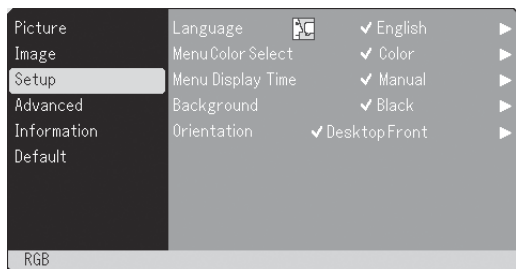 Picture
Image
Setup
Advanced
Information
Default
Language ✓ English ▶
Menu Color Select ✓ Color ▶
Menu Display Time ✓ Manual ▶
Background ✓ Black ▶
Orientation ✓ Desktop Front ▶
RGB